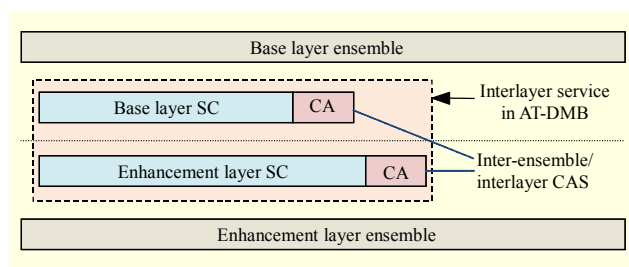 Base layer ensemble
Base layer SC
CA
Interlayer service
in AT-DMB
Enhancement layer SC
CA
Inter-ensemble/
interlayer CAS
Enhancement layer ensemble